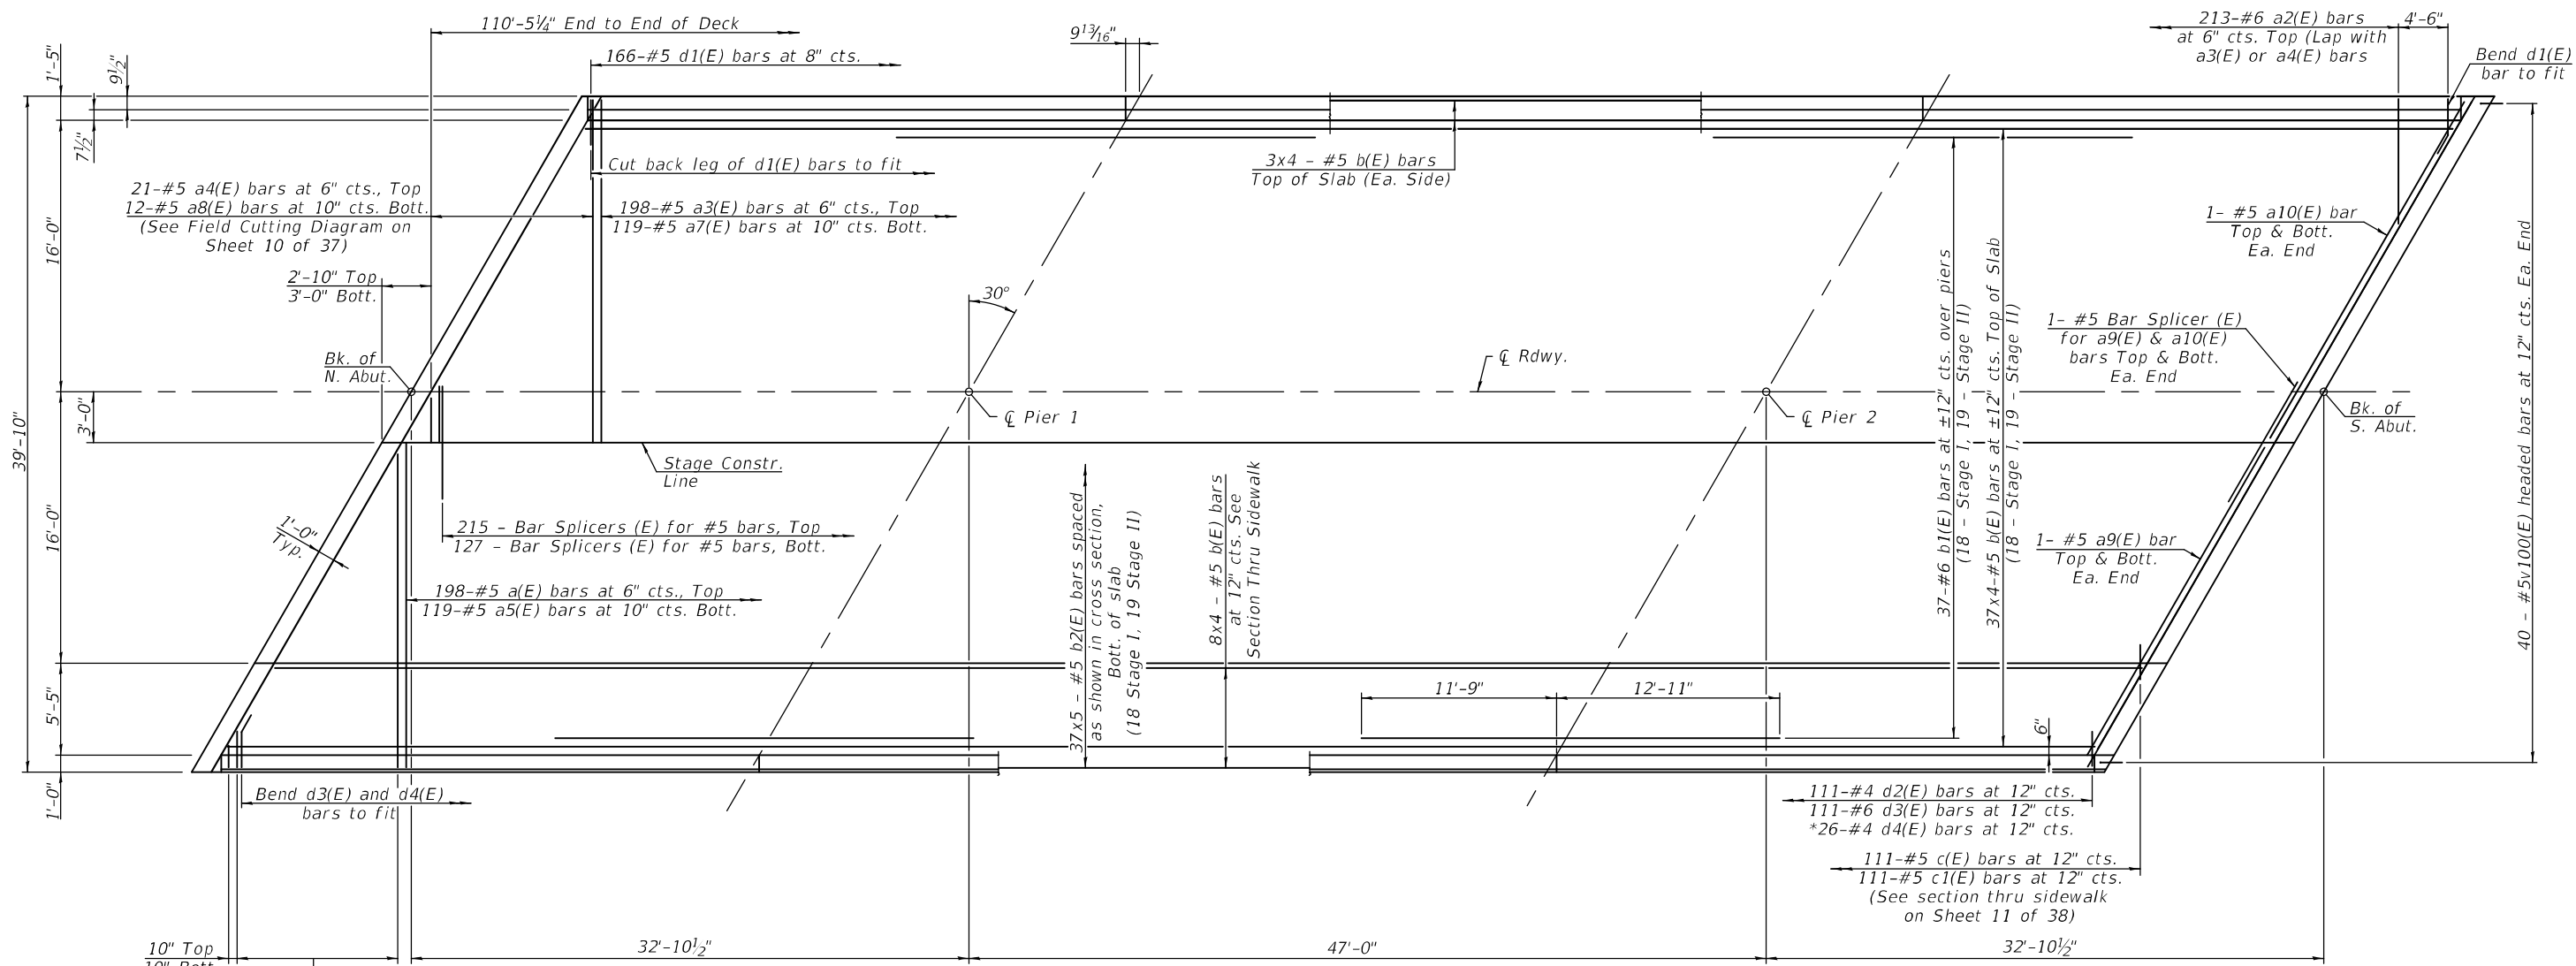 110'-5¼" End to End of Deck
166-#5 d1(E) bars at 8" cts.
9 13/16"
213-#6 a2(E) bars
at 6" cts. Top (Lap with
a3(E) or a4(E) bars
4'-6"
Bend d1(E)
bar to fit
1'-5"
9½"
7½"
39'-10"
16'-0"
3'-0"
16'-0"
5'-5"
1'-0"
Cut back leg of d1(E) bars to fit
21-#5 a4(E) bars at 6" cts., Top
12-#5 a8(E) bars at 10" cts. Bott.
(See Field Cutting Diagram on
Sheet 10 of 37)
198-#5 a3(E) bars at 6" cts., Top
119-#5 a7(E) bars at 10" cts. Bott.
3x4 - #5 b(E) bars
Top of Slab (Ea. Side)
2'-10" Top
3'-0" Bott.
30°
Bk. of
N. Abut.
℄ Rdwy.
℄ Pier 1
℄ Pier 2
Bk. of
S. Abut.
1- #5 a10(E) bar
Top & Bott.
Ea. End
1- #5 Bar Splicer (E)
for a9(E) & a10(E)
bars Top & Bott.
Ea. End
1- #5 a9(E) bar
Top & Bott.
Ea. End
37-#6 b1(E) bars at ±12" cts. over piers
(18 - Stage I, 19 - Stage II)
37x4-#5 b(E) bars at ±12" cts. Top of Slab
(18 - Stage I, 19 - Stage II)
40 - #5v100(E) headed bars at 12" cts. Ea. End
Stage Constr.
Line
1'-0"
Typ.
215 - Bar Splicers (E) for #5 bars, Top
127 - Bar Splicers (E) for #5 bars, Bott.
198-#5 a(E) bars at 6" cts., Top
119-#5 a5(E) bars at 10" cts. Bott.
37x5 - #5 b2(E) bars spaced
as shown in cross section,
Bott. of slab
(18 Stage I, 19 Stage II)
8x4 - #5 b(E) bars
at 12" cts. See
Section Thru Sidewalk
11'-9"
12'-11"
6"
Bend d3(E) and d4(E)
bars to fit
111-#4 d2(E) bars at 12" cts.
111-#6 d3(E) bars at 12" cts.
*26-#4 d4(E) bars at 12" cts.
111-#5 c(E) bars at 12" cts.
111-#5 c1(E) bars at 12" cts.
(See section thru sidewalk
on Sheet 11 of 38)
10" Top
10" Bott.
32'-10½"
47'-0"
32'-10½"